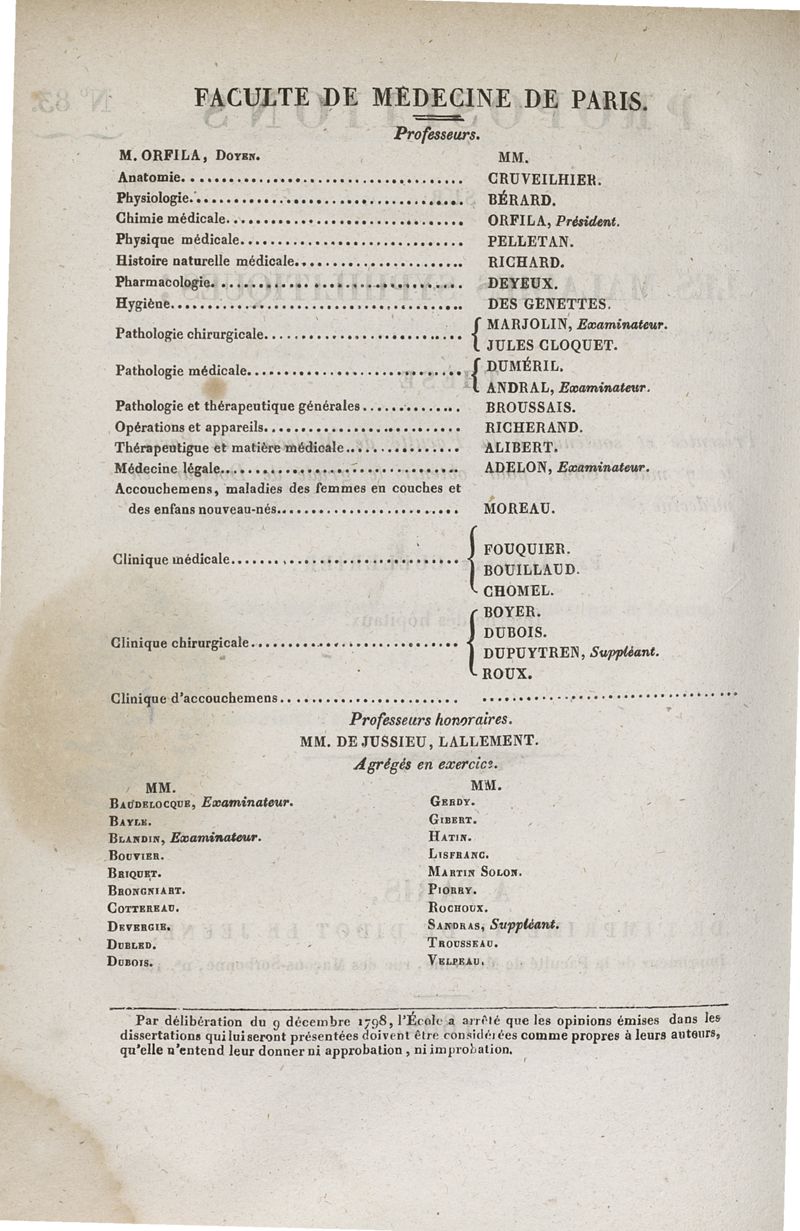 FACULTE DE MÉDECINE DE PARIS.
Professeurs.
M. ORFILA, DOYEN. MM.
Anatomie. CRUVEILHIER.
Physiologie. BÉRARD.
Chimie médicale. ORFILA, Président.
Physique médicale. PELLETAN.
Histoire naturelle médicale. RICHARD.
Pharmacologie. DEYEUX.
Hygiène. DES GENETTES.
Pathologie chirurgicale. MARJOLIN, Examinateur.
JULES CLOQUET.
Pathologie médicale. DUMÉRIL.
ANDRAL, Examinateur.
Pathologie et thérapeutique générales. BROUSSAIS.
Opérations et appareils. RICHERAND.
Thérapeutique et matière médicale. ALIBERT.
Médecine légale. ADELON, Examinateur.
Accouchemens, maladies des femmes en couches et
des enfans nouveau-nés. MOREAU.
Clinique médicale. FOUQUIER.
BOUILLAUD.
CHOMEL.
Clinique chirurgicale. BOYER.
DUBOIS.
DUPUYTREN, Suppléant.
ROUX.
Clinique d'accouchemens.
Professeurs honoraires.
MM. DE JUSSIEU, LALLEMENT.
Agrégés en exercice.
MM.
BAUDELOCQUE, Examinateur.
BAYLE.
BLANDIN, Examinateur.
BOUVIER.
BRIQUET.
BRONGNIART.
COTTEREAU.
DEVERGIE.
DUBLED.
DUBOIS.
MM.
GERDY.
GIBERT.
HATIN.
LISFRANC.
MARTIN SOLON.
PIORRY.
ROCHOUX.
SANDRAS, Suppléant.
TROUSSEAU.
VELPEAU.
Par délibération du 9 décembre 1798, l'École a arrêté que les opinions émises dans les
dissertations qui lui seront présentées doivent être considérées comme propres à leurs auteurs,
qu'elle n'entend leur donner ni approbation, ni improbation.